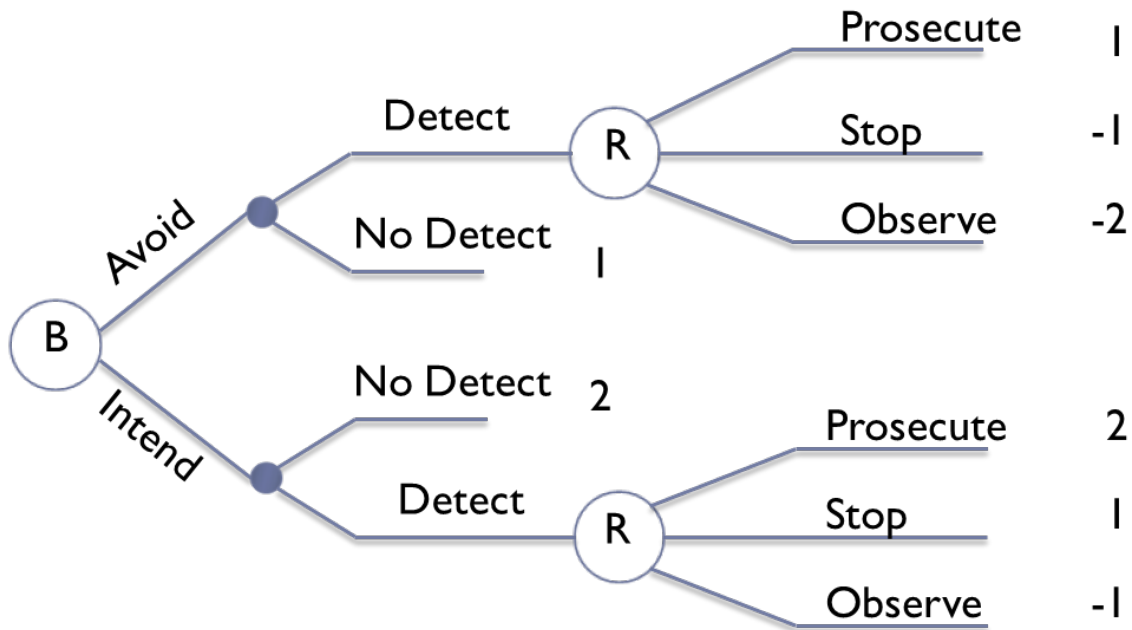 Prosecute 1
Detect
R
Stop -1
Avoid
No Detect
Observe -2
1
B
No Detect 2
Intend
Prosecute 2
Detect
R
Stop 1
Observe -1